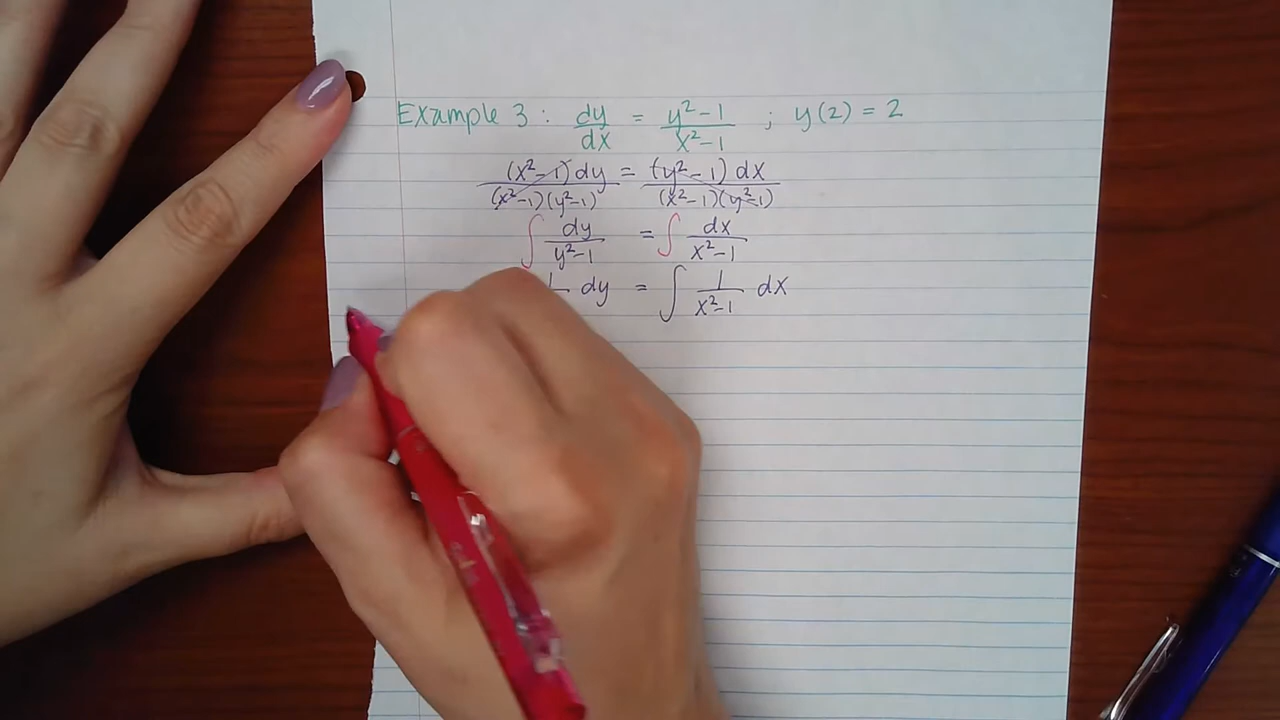 Example 3 : dy/dx = y²-1/x²-1 ; y(2) = 2
(x²-1)dy/(x²-1)(y²-1) = (y²-1)dx/(x²-1)(y²-1)
∫ dy/y²-1 = ∫ dx/x²-1
1 dy = ∫ 1/x²-1 dx